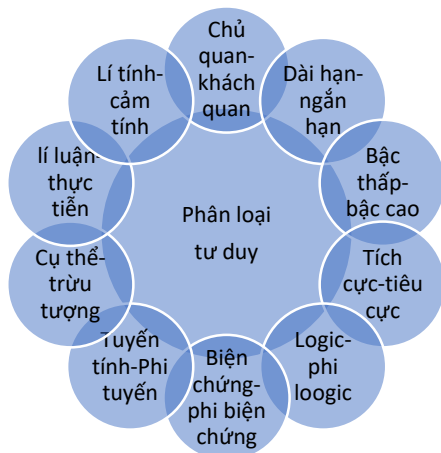 Chủ
quan-
khách
quan
Dài hạn-
ngắn
hạn
Bậc
thấp-
bậc cao
Tích
cực-tiêu
cực
Logic-
phi
loogic
Biện
chứng-
phi biện
chứng
Tuyến
tính-Phi
tuyến
Cụ thể-
trừu
tượng
lí luận-
thực
tiễn
Lí tính-
cảm
tính
Phân loại
tư duy